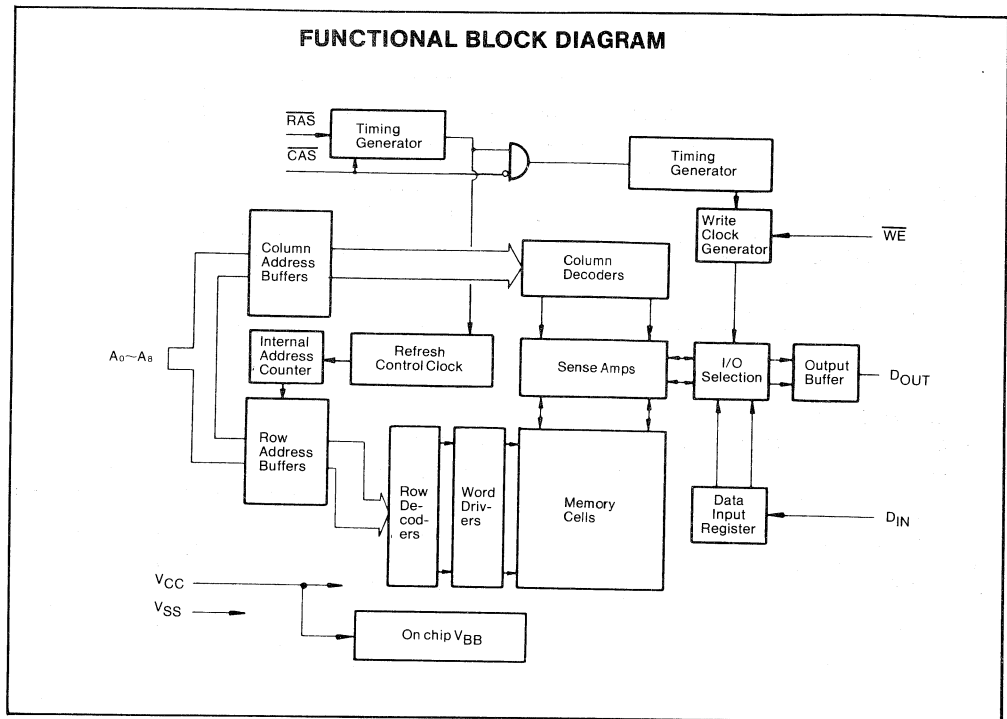 FUNCTIONAL BLOCK DIAGRAM
RAS
CAS
Timing
Generator
Timing
Generator
Write
Clock
Generator
WE
Column
Address
Buffers
Column
Decoders
A0~A8
Internal
Address
Counter
Refresh
Control Clock
Sense Amps
I/O
Selection
Output
Buffer
DOUT
Row
Address
Buffers
Row
De-
cod-
ers
Word
Driv-
ers
Memory
Cells
Data
Input
Register
DIN
VCC
VSS
On chip VBB